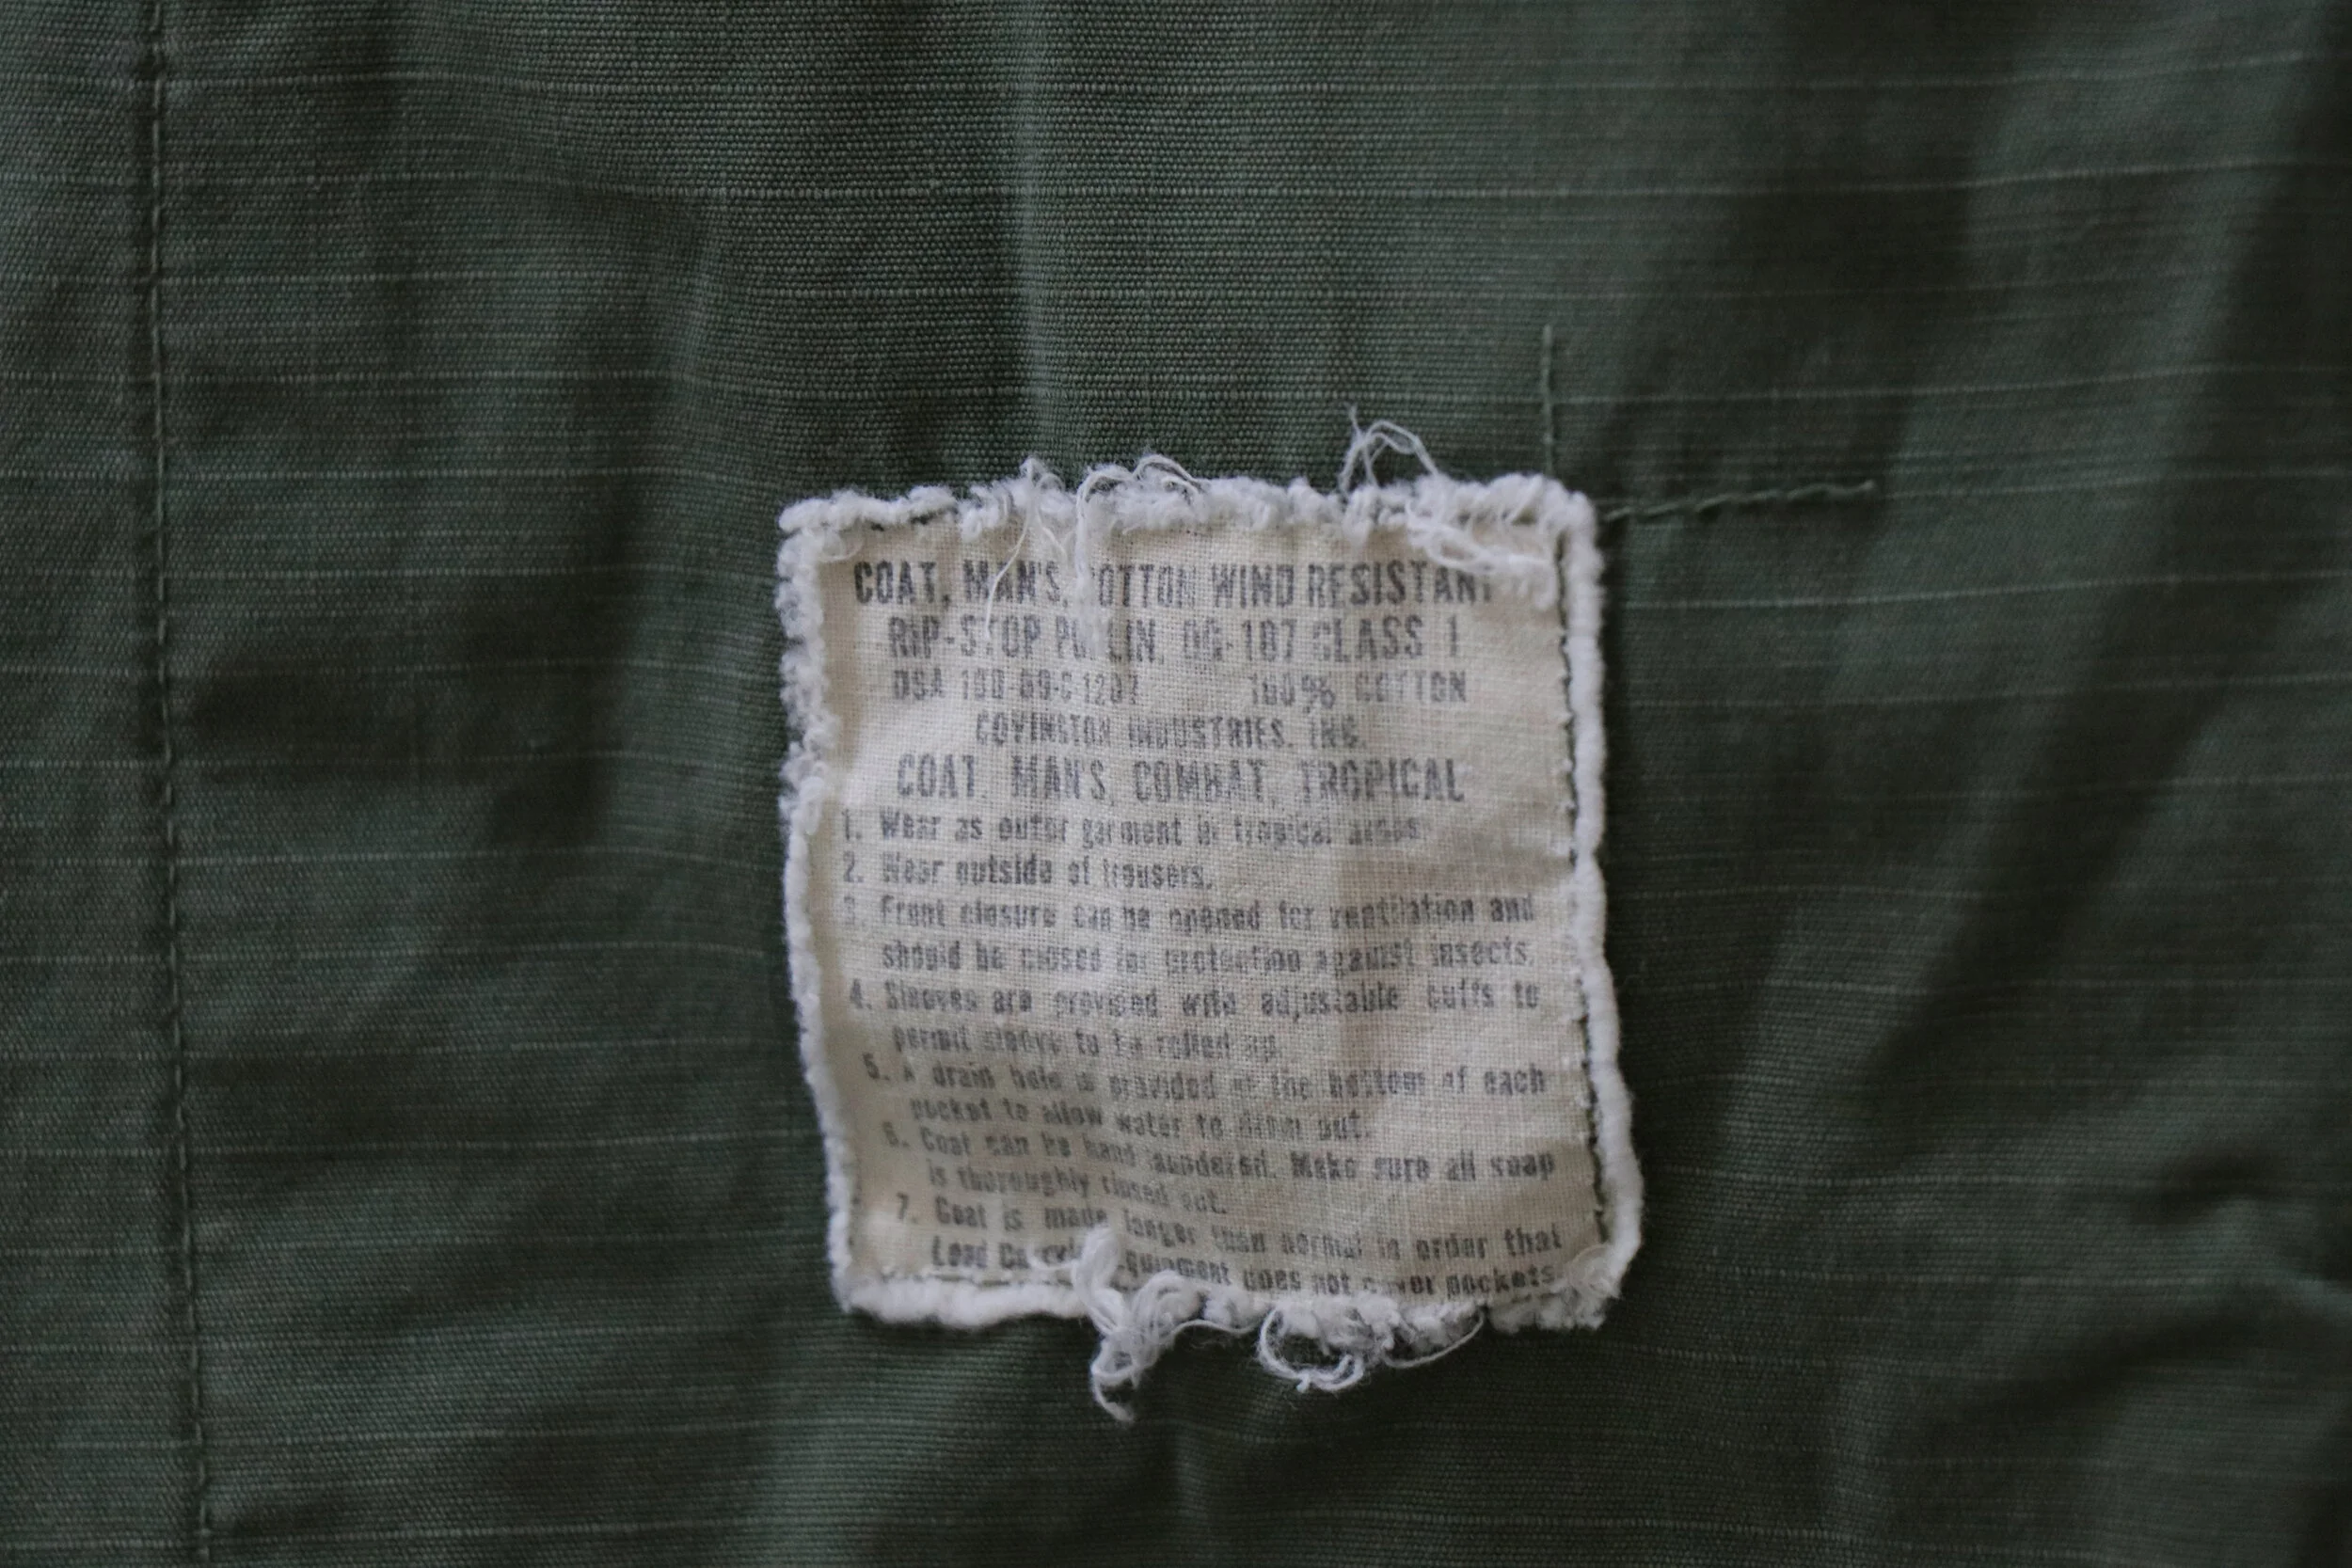 COAT, MAN'S, COTTON WIND RESISTANT
RIP-STOP POPLIN, OG-107 CLASS 1
DSA 100-69-C-1207 100% COTTON
COVINGTON INDUSTRIES, INC.
COAT, MAN'S, COMBAT, TROPICAL
1. Wear as outer garment in tropical areas.
2. Wear outside of trousers.
3. Front closure can be opened for ventilation and
should be closed for protection against insects.
4. Sleeves are provided with adjustable cuffs to
permit sleeve to be rolled up.
5. A drain hole is provided at the bottom of each
pocket to allow water to drain out.
6. Coat can be hand laundered. Make sure all soap
is thoroughly rinsed out.
7. Coat is made longer than normal in order that
Load Carrying Equipment does not cover pockets.